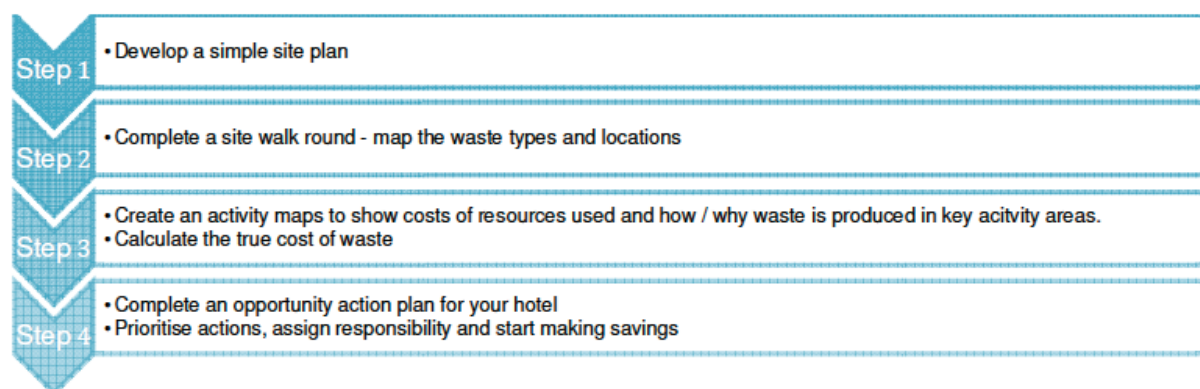 Step 1
• Develop a simple site plan
Step 2
• Complete a site walk round - map the waste types and locations
Step 3
• Create an activity maps to show costs of resources used and how / why waste is produced in key acitvity areas.
• Calculate the true cost of waste
Step 4
• Complete an opportunity action plan for your hotel
• Prioritise actions, assign responsibility and start making savings